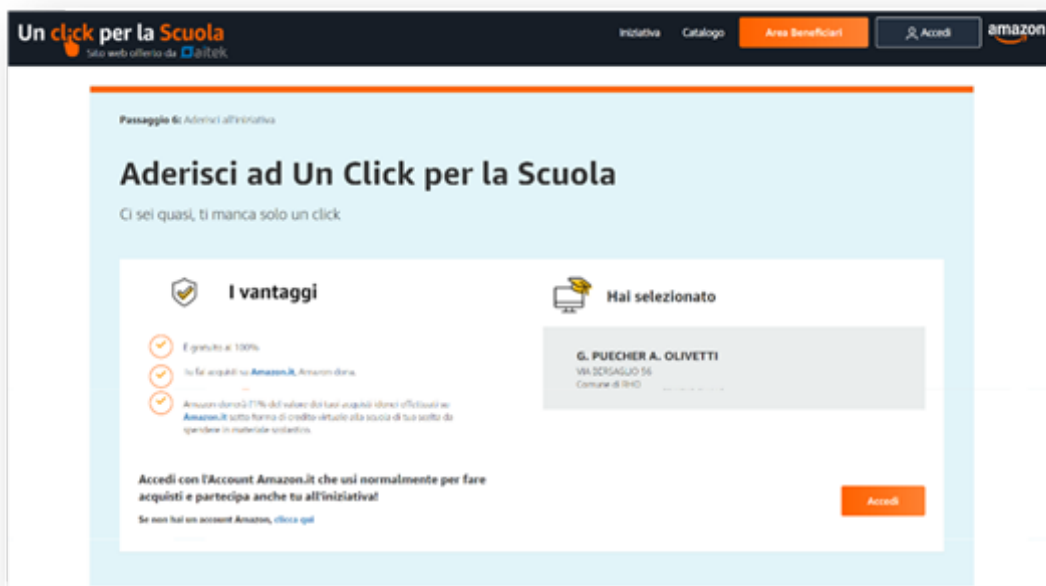 Un click per la Scuola
Sito web offerto da aitek
Iniziativa
Catalogo
Area Beneficiari
Accedi
amazon
Passaggio 6: Aderisci all'iniziativa
Aderisci ad Un Click per la Scuola
Ci sei quasi, ti manca solo un click
I vantaggi
È gratuito al 100%
Tu fai acquisti su Amazon.it, Amazon dona.
Amazon donerà l'1% del valore dei tuoi acquisti idonei effettuati su
Amazon.it sotto forma di credito virtuale alla scuola di tua scelta da
spendere in materiale scolastico.
Accedi con l'Account Amazon.it che usi normalmente per fare
acquisti e partecipa anche tu all'iniziativa!
Se non hai un account Amazon, clicca qui
Hai selezionato
G. PUECHER A. OLIVETTI
VIA BERSAGLIO 56
Comune di RHO
Accedi